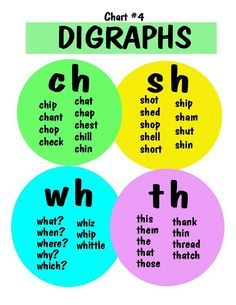 Chart #4
DIGRAPHS
ch
chip
chant
chop
check
chat
chap
chest
chill
chin
sh
shot
shed
shop
shell
short
ship
sham
shut
shin
wh
what?
when?
where?
why?
which?
whiz
whip
whittle
th
this
them
the
that
those
thank
thin
thread
thatch